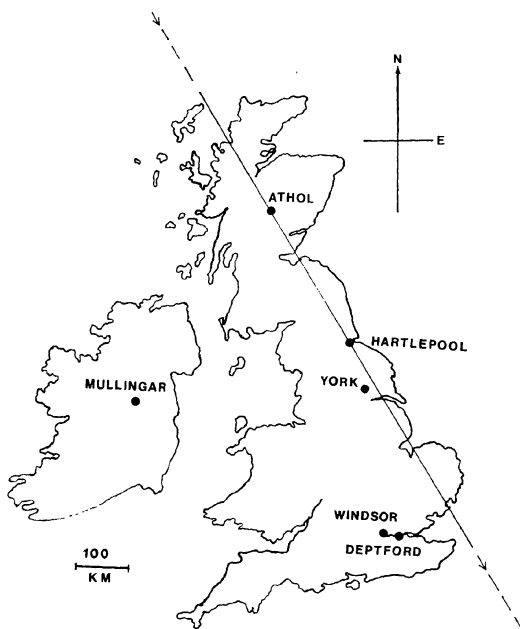 N
E
ATHOL
HARTLEPOOL
YORK
MULLINGAR
WINDSOR
DEPTFORD
100
KM